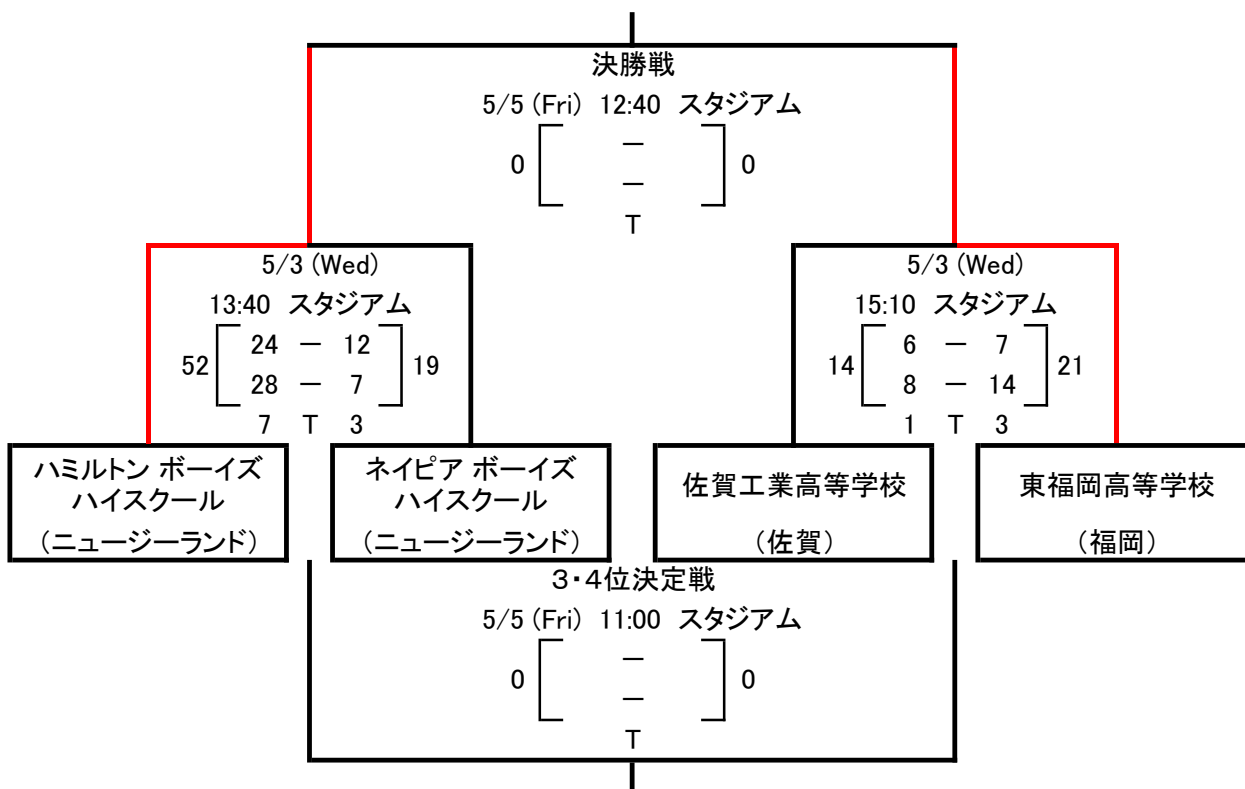 決勝戦
5/5 (Fri) 12:40 スタジアム
－
0 0
－
T
5/3 (Wed) 5/3 (Wed)
13:40 スタジアム 15:10 スタジアム
24 － 12 6 － 7
52 19 14 21
28 － 7 8 － 14
7 T 3 1 T 3
ハミルトン ボーイズ
ハイスクール
(ニュージーランド)
ネイピア ボーイズ
ハイスクール
(ニュージーランド)
佐賀工業高等学校
(佐賀)
東福岡高等学校
(福岡)
３・４位決定戦
5/5 (Fri) 11:00 スタジアム
－
0 0
－
T